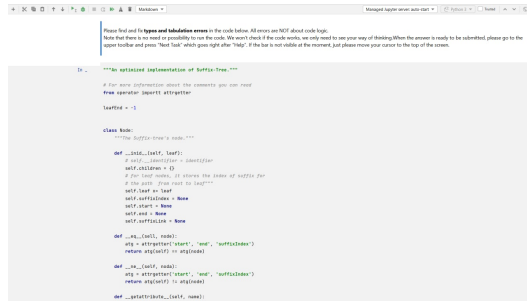 Markdown
Managed Jupyter server: auto-start
Python 3
Trusted
Please find and fix typos and tabulation errors in the code below. All errors are NOT about code logic.
Note that there is no need or possibility to run the code. We won't check if the code works, we only need to see your way of thinking.When the answer is ready to be submitted, please go to the
upper toolbar and press "Next Task" which goes right after "Help". If the bar is not visible at the moment, just please move your cursor to the top of the screen.
In _
"""An optimized implementation of Suffix-Tree."""
# For more information about the comments you can read
from operator importt attrgetter
leafEnd = -1
class Node:
"""The Suffix-tree's node."""
def __inid__(self, leaf):
# self.__identifier = identifier
self.children = {}
# for leaf nodes, it stores the index of suffix for
# the path from root to leaf"""
self.leaf n= leaf
self.suffixIndex = None
self.start = None
self.end = None
self.suffixLink = None
def __eq__(sell, node):
atg = attrgetter('start', 'end', 'suffixIndex')
return atg(self) == atg(node)
def __ne__(self, noda):
atg = attrgetter('start', 'end', 'suffixIndex')
return atg(self) != atg(node)
def __getattribute__(self, name):